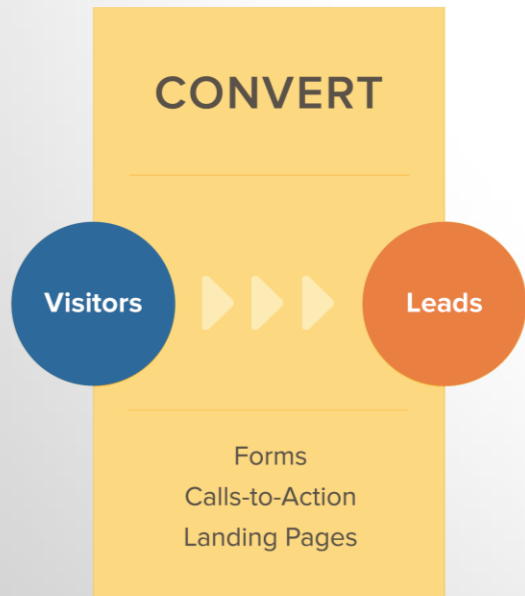 CONVERT
Visitors
Leads
Forms
Calls-to-Action
Landing Pages